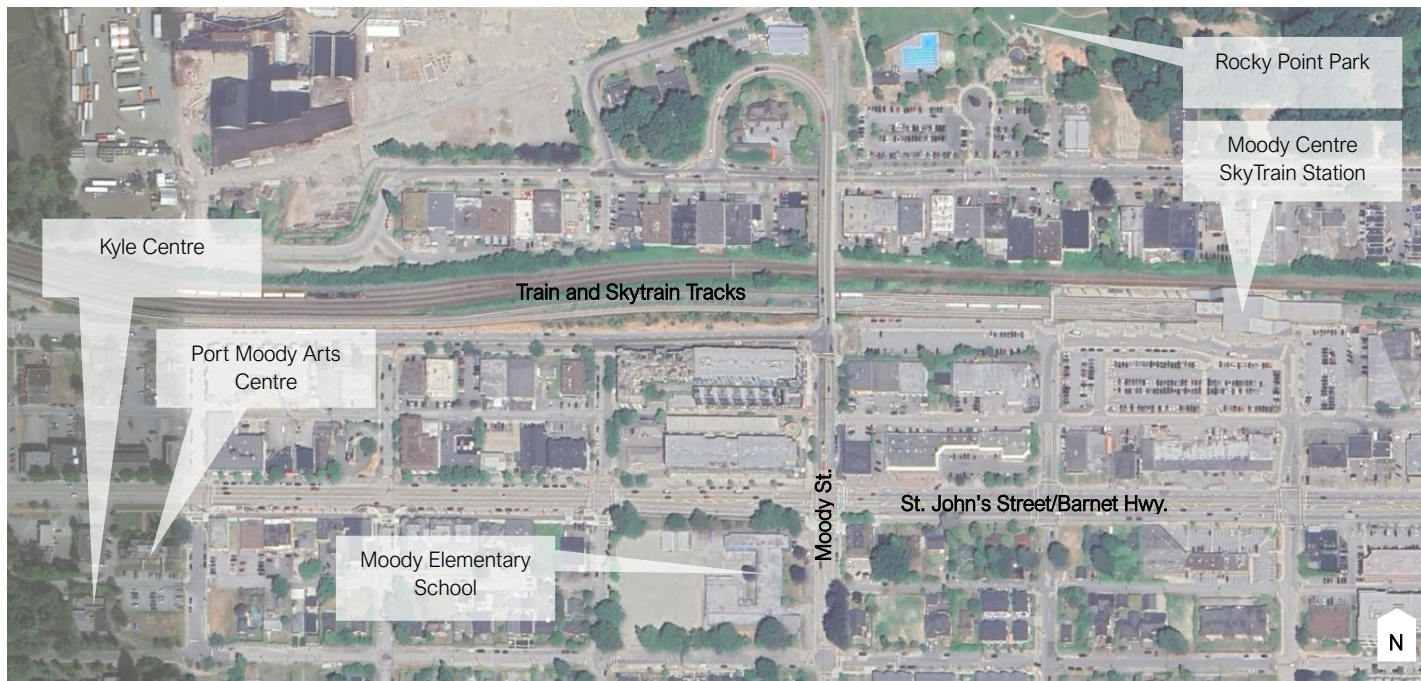 Rocky Point Park
Moody Centre
SkyTrain Station
Kyle Centre
Train and Skytrain Tracks
Port Moody Arts
Centre
Moody St.
St. John's Street/Barnet Hwy.
Moody Elementary
School
N